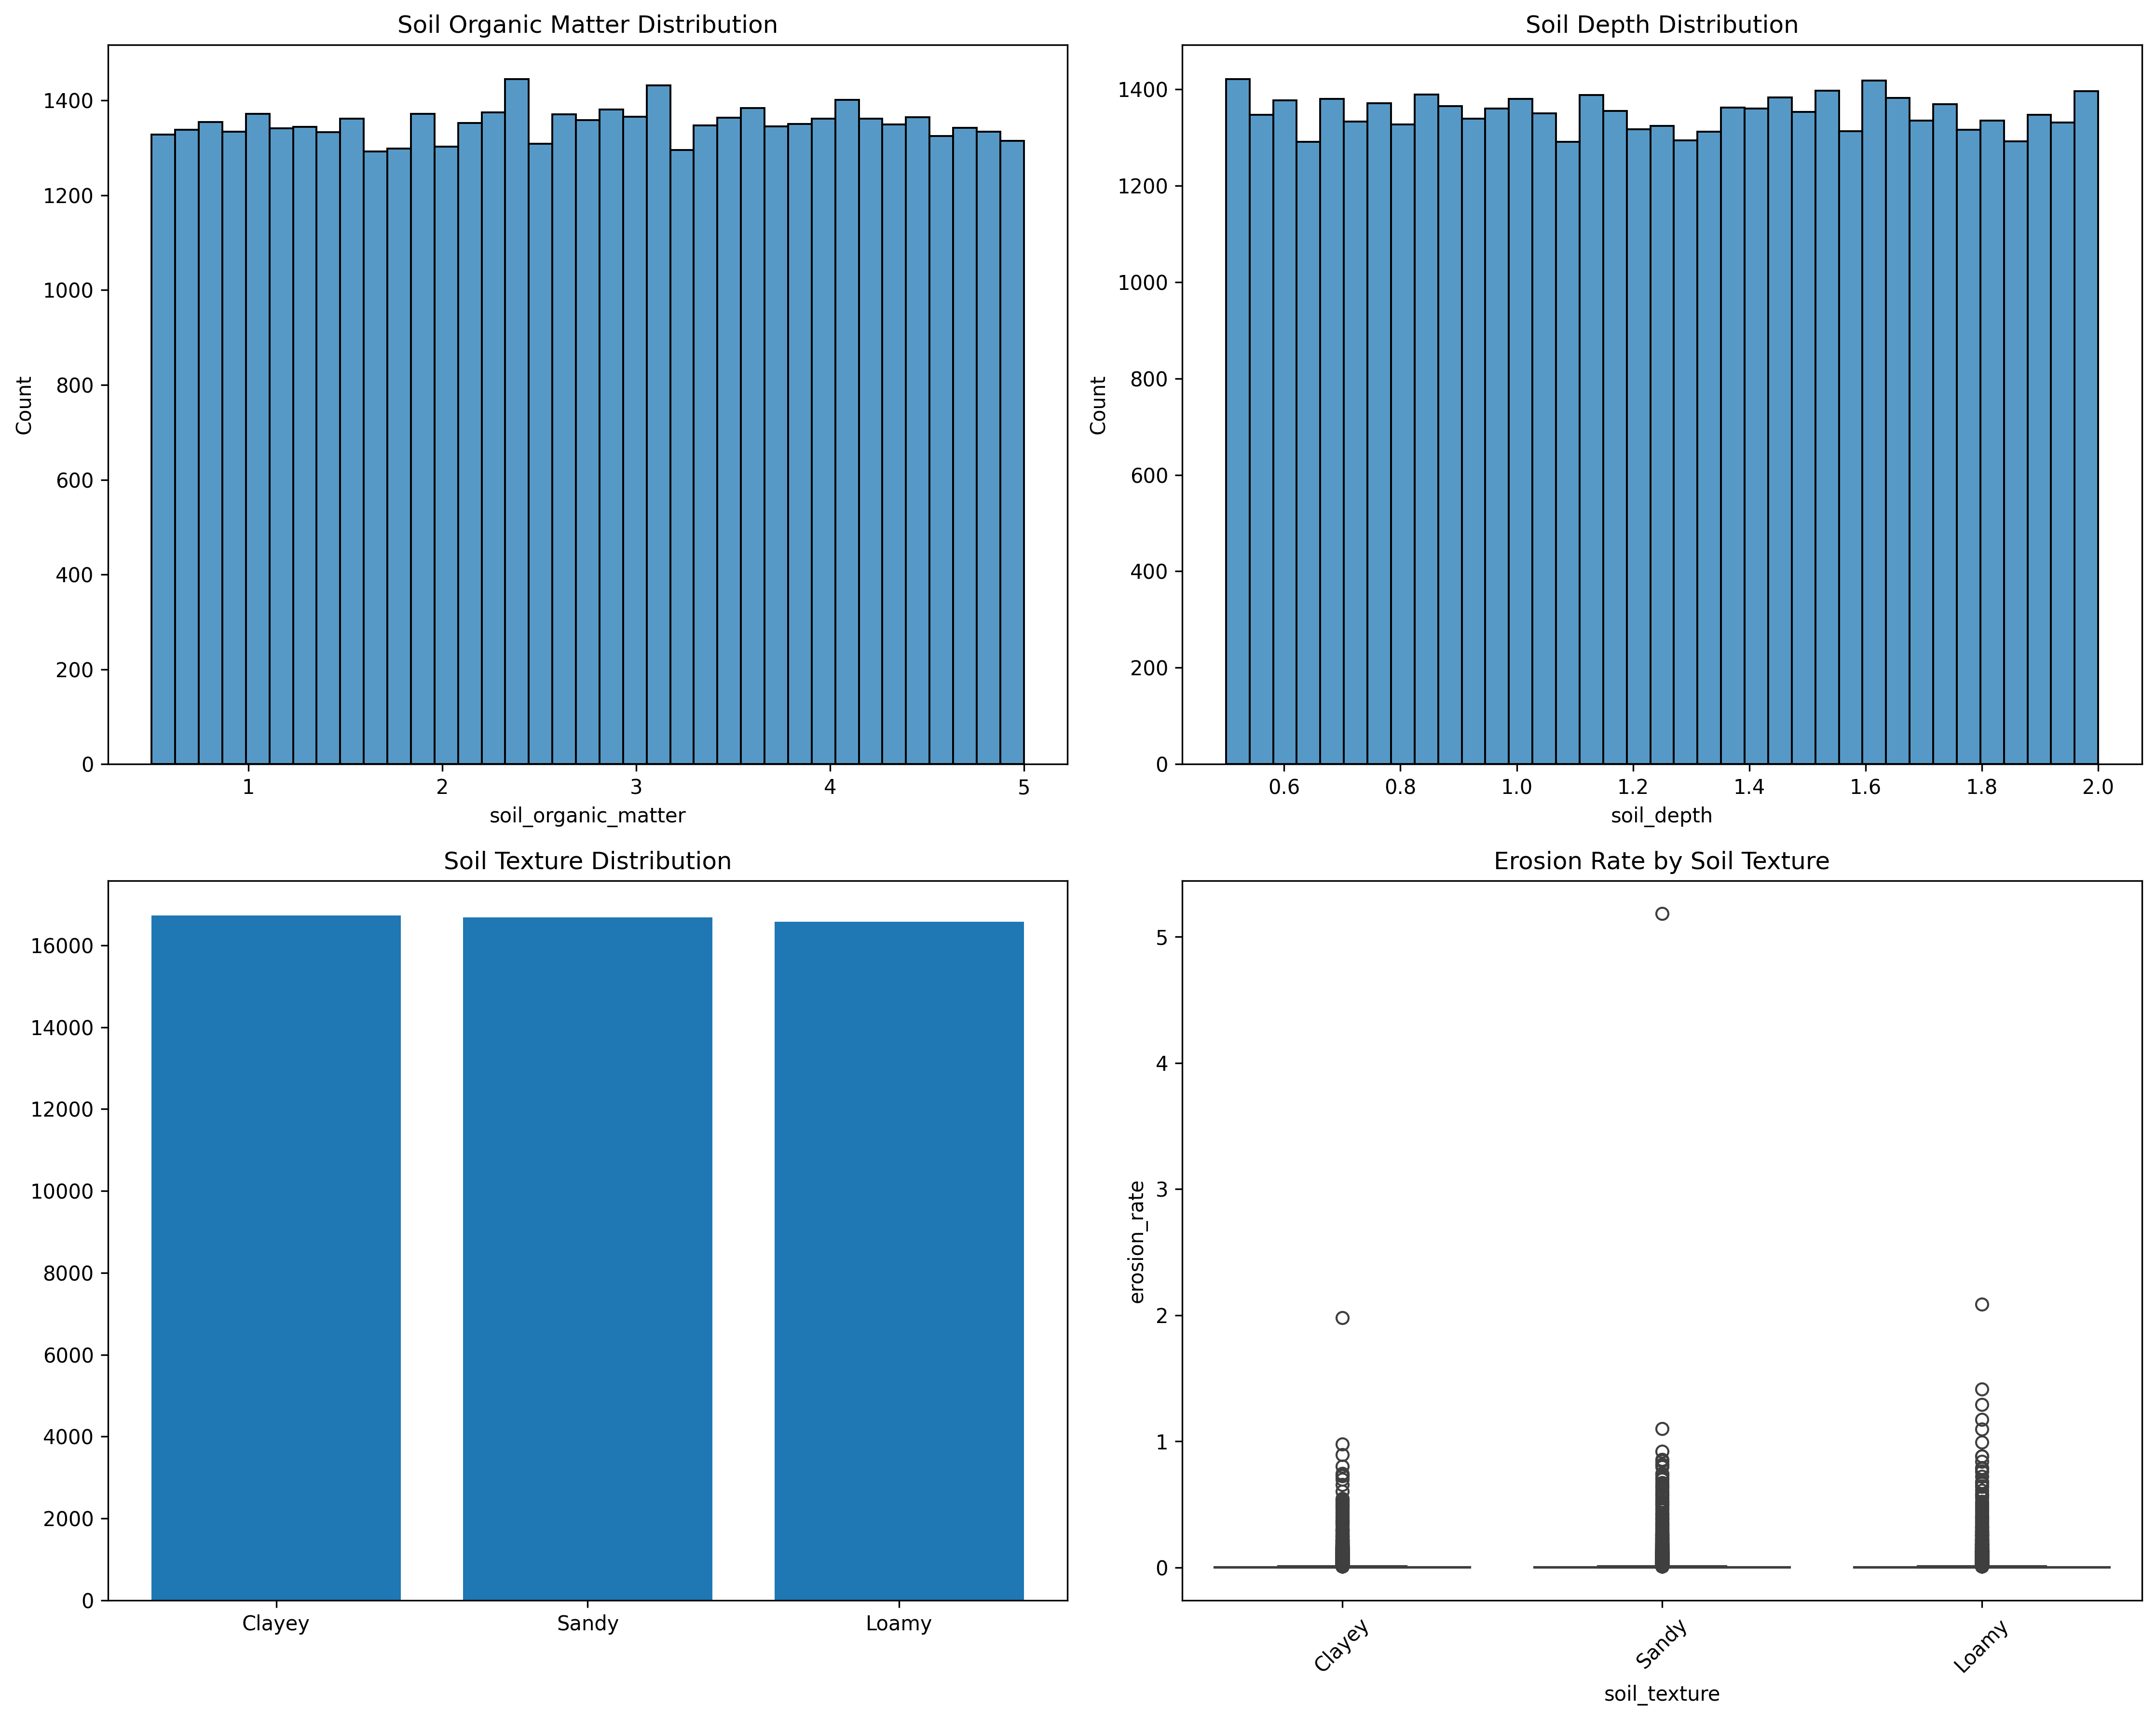 Soil Organic Matter Distribution
Count
1400
1200
1000
800
600
400
200
0
1 2 3 4 5
soil_organic_matter
Soil Depth Distribution
Count
1400
1200
1000
800
600
400
200
0
0.6 0.8 1.0 1.2 1.4 1.6 1.8 2.0
soil_depth
Soil Texture Distribution
16000
14000
12000
10000
8000
6000
4000
2000
0
Clayey Sandy Loamy
Erosion Rate by Soil Texture
erosion_rate
5
4
3
2
1
0
Clayey Sandy Loamy
soil_texture